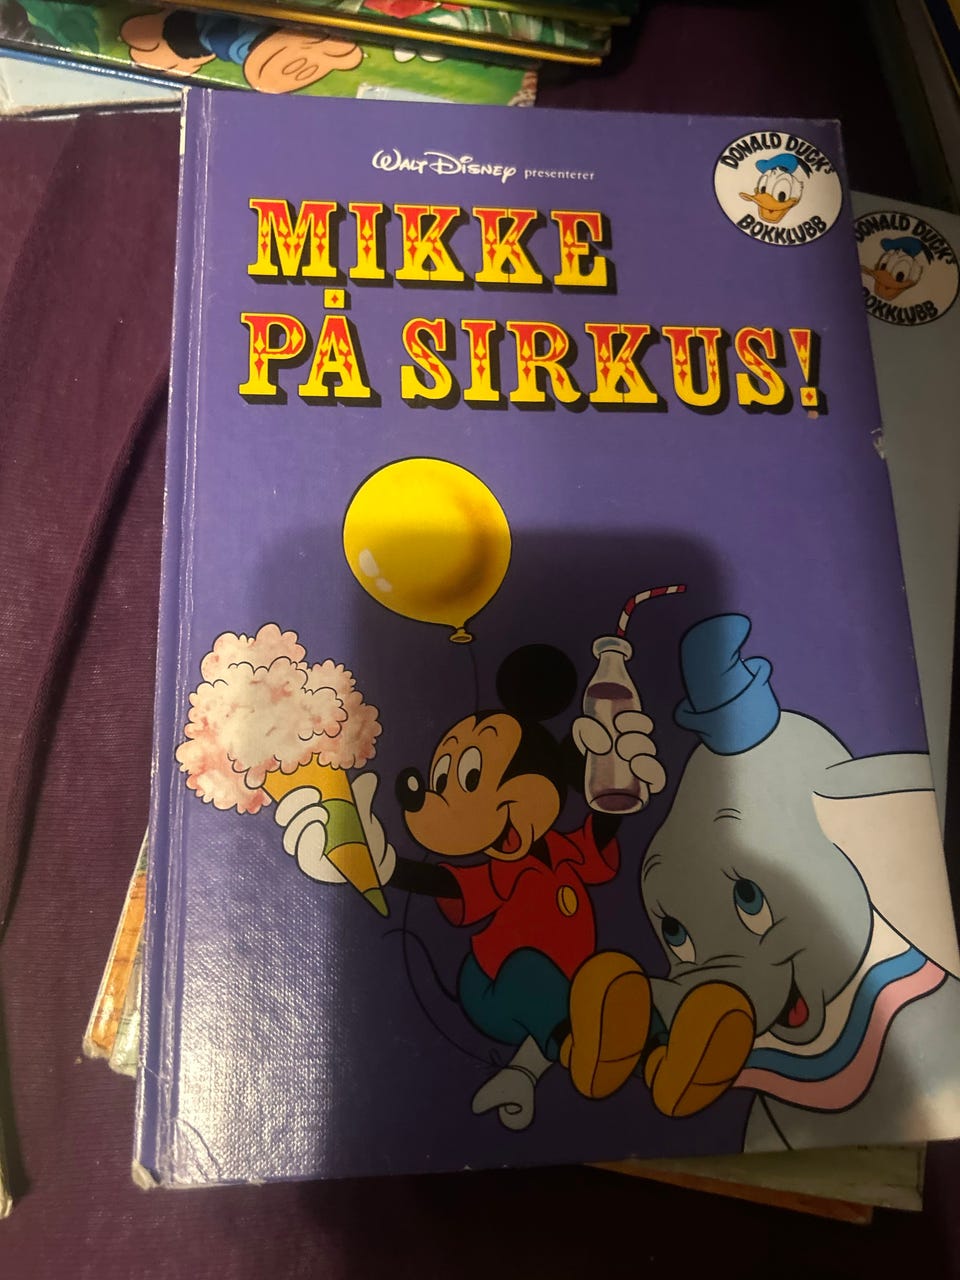 WALT DISNEY presenterer
DONALD DUCK's
BOKKLUBB
MIKKE
PÅ SIRKUS!
DONALD DUCK's
BOKKLUBB